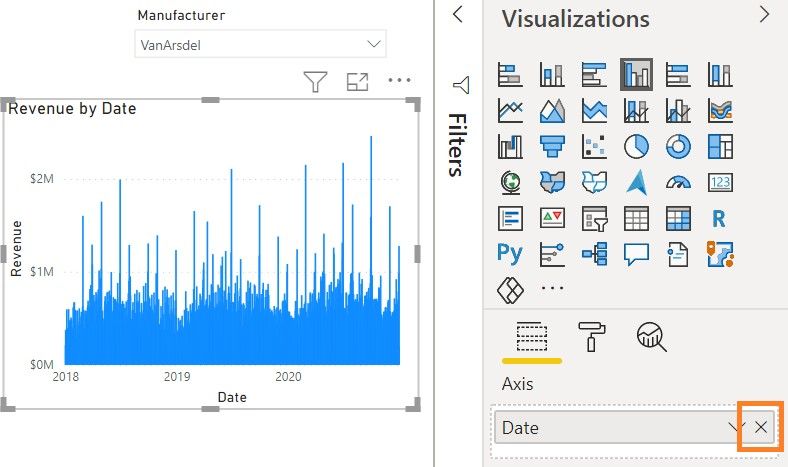 Manufacturer
VanArsdel
Revenue by Date
$2M
$1M
$0M
Revenue
2018 2019 2020
Date
Filters
Visualizations
123
R
Py
Axis
Date